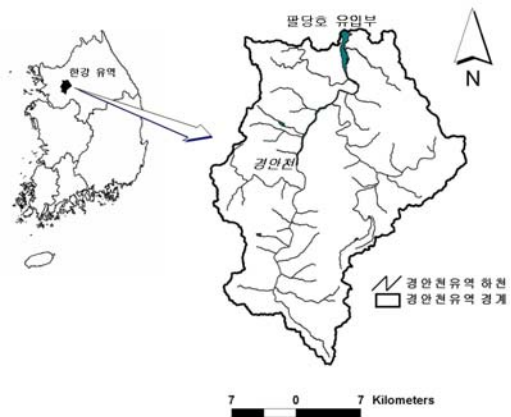 팔당호 유입부
N
한강 유역
경안천
경안천유역 하천
경안천유역 경계
7 0 7 Kilometers